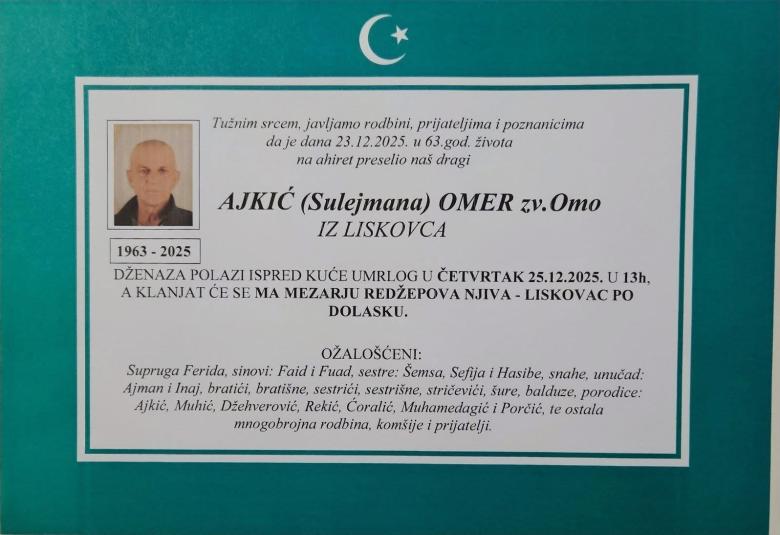 Tužnim srcem, javljamo rodbini, prijateljima i poznanicima
da je dana 23.12.2025. u 63.god. života
na ahiret preselio naš dragi
AJKIĆ (Sulejmana) OMER zv.Omo
IZ LISKOVCA
1963 - 2025
DŽENAZA POLAZI ISPRED KUĆE UMRLOG U ČETVRTAK 25.12.2025. U 13h,
A KLANJAT ĆE SE MA MEZARJU REDŽEPOVA NJIVA - LISKOVAC PO
DOLASKU.
OŽALOŠĆENI:
Supruga Ferida, sinovi: Faid i Fuad, sestre: Šemsa, Sefija i Hasibe, snahe, unučad:
Ajman i Inaj, bratići, bratišne, sestrići, sestrišne, stričevići, šure, balduze, porodice:
Ajkić, Muhić, Džehverović, Rekić, Ćoralić, Muhamedagić i Porčić, te ostala
mnogobrojna rodbina, komšije i prijatelji.